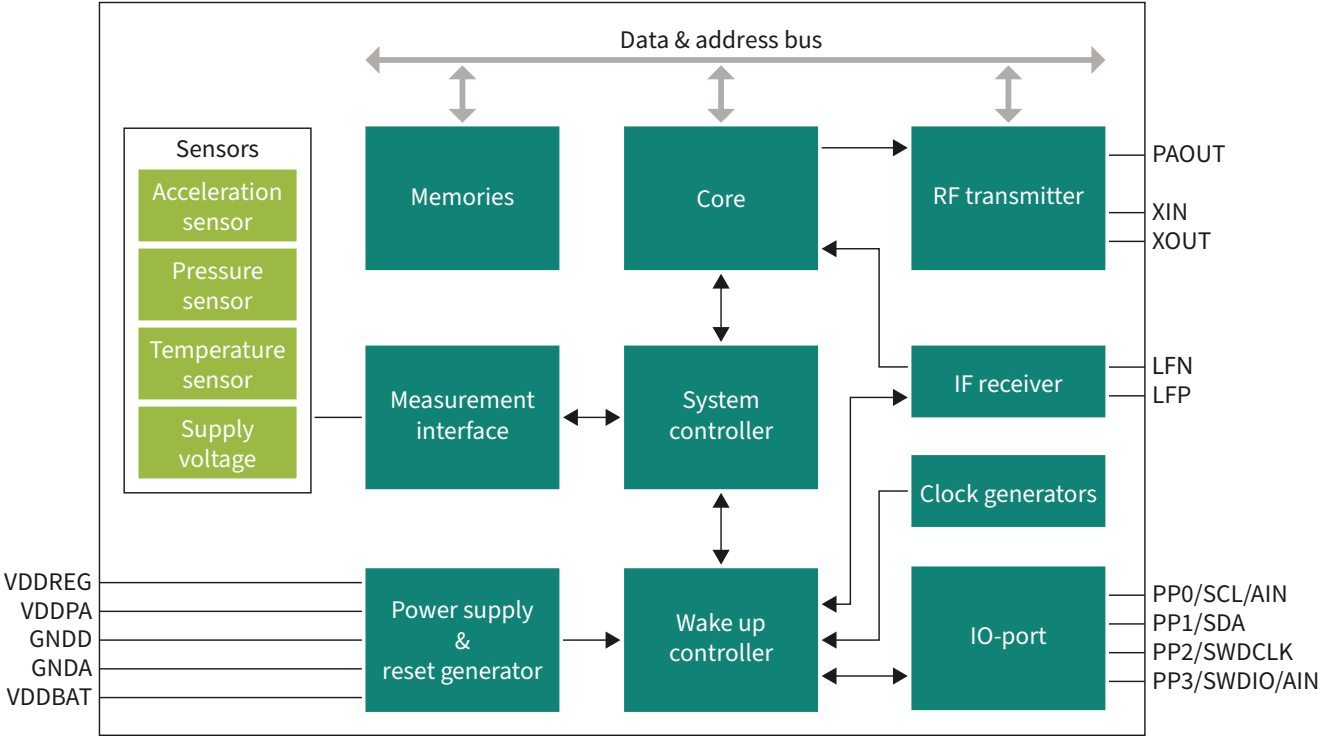 Data & address bus
Sensors
Acceleration
sensor
Pressure
sensor
Temperature
sensor
Supply
voltage
Memories
Core
RF transmitter
PAOUT
XIN
XOUT
Measurement
interface
System
controller
IF receiver
LFN
LFP
Clock generators
VDDREG
VDDPA
GNDD
GNDA
VDDBAT
Power supply
&
reset generator
Wake up
controller
IO-port
PP0/SCL/AIN
PP1/SDA
PP2/SWDCLK
PP3/SWDIO/AIN